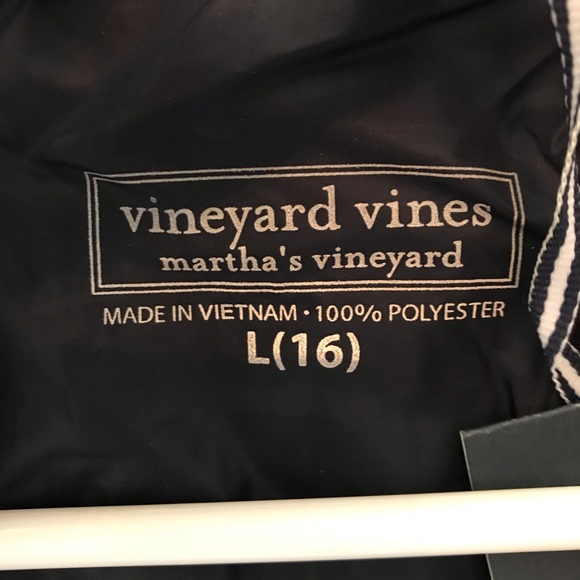 vineyard vines
martha's vineyard
MADE IN VIETNAM • 100% POLYESTER
L(16)